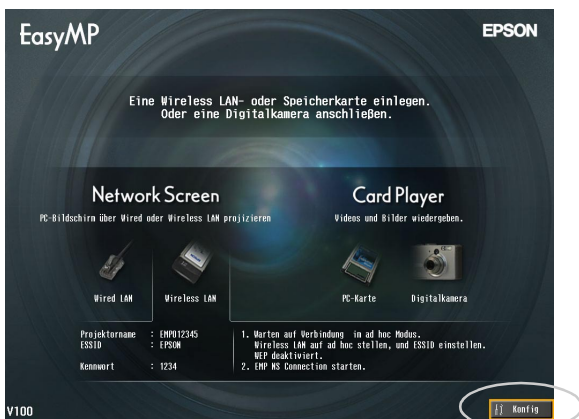 EasyMP
EPSON
Eine Wireless LAN- oder Speicherkarte einlegen.
Oder eine Digitalkamera anschließen.
Network Screen
PC-Bildschirm über Wired oder Wireless LAN projizieren
Wired LAN
Wireless LAN
Card Player
Videos und Bilder wiedergeben.
PC-Karte
Digitalkamera
Projektorname : EMP012345
ESSID : EPSON
Kennwort : 1234
1. Warten auf Verbindung in ad hoc Modus.
Wireless LAN auf ad hoc stellen, und ESSID einstellen.
WEP deaktiviert.
2. EMP NS Connection starten.
V100
Konfig